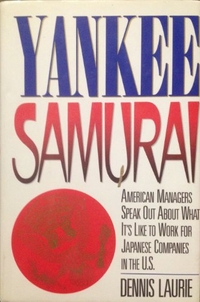 YANKEE
SAMURAI
AMERICAN MANAGERS
SPEAK OUT ABOUT WHAT
IT'S LIKE TO WORK FOR
JAPANESE COMPANIES
IN THE U.S.
DENNIS LAURIE